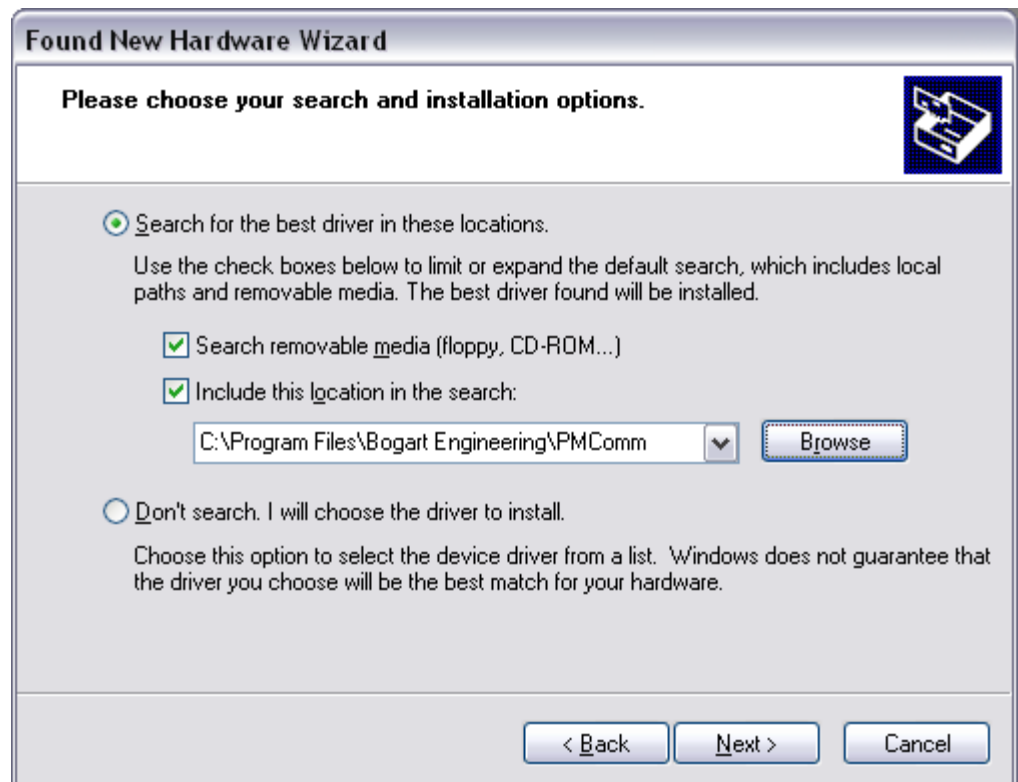 Found New Hardware Wizard
Please choose your search and installation options.
Search for the best driver in these locations.
Use the check boxes below to limit or expand the default search, which includes local
paths and removable media. The best driver found will be installed.
Search removable media (floppy, CD-ROM...)
Include this location in the search:
C:\Program Files\Bogart Engineering\PMComm
Browse
Don't search. I will choose the driver to install.
Choose this option to select the device driver from a list. Windows does not guarantee that
the driver you choose will be the best match for your hardware.
< Back
Next >
Cancel